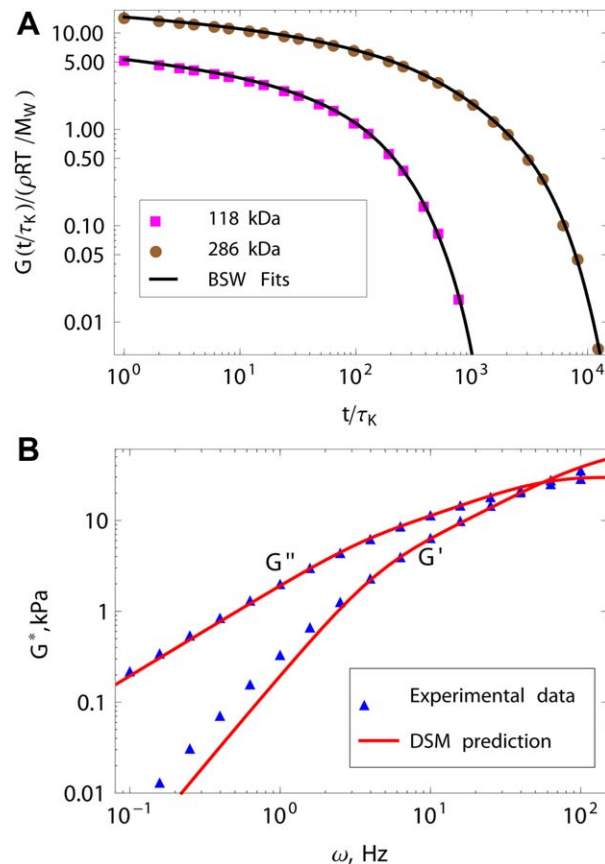 A
10.00
5.00
1.00
0.50
0.10
0.05
0.01
G(t/τK)/(ρRT/MW)
118 kDa
286 kDa
BSW Fits
10⁰ 10¹ 10² 10³ 10⁴
t/τK
B
10
1
0.1
0.01
G*,kPa
G''
G'
Experimental data
DSM prediction
10⁻¹ 10⁰ 10¹ 10²
ω, Hz